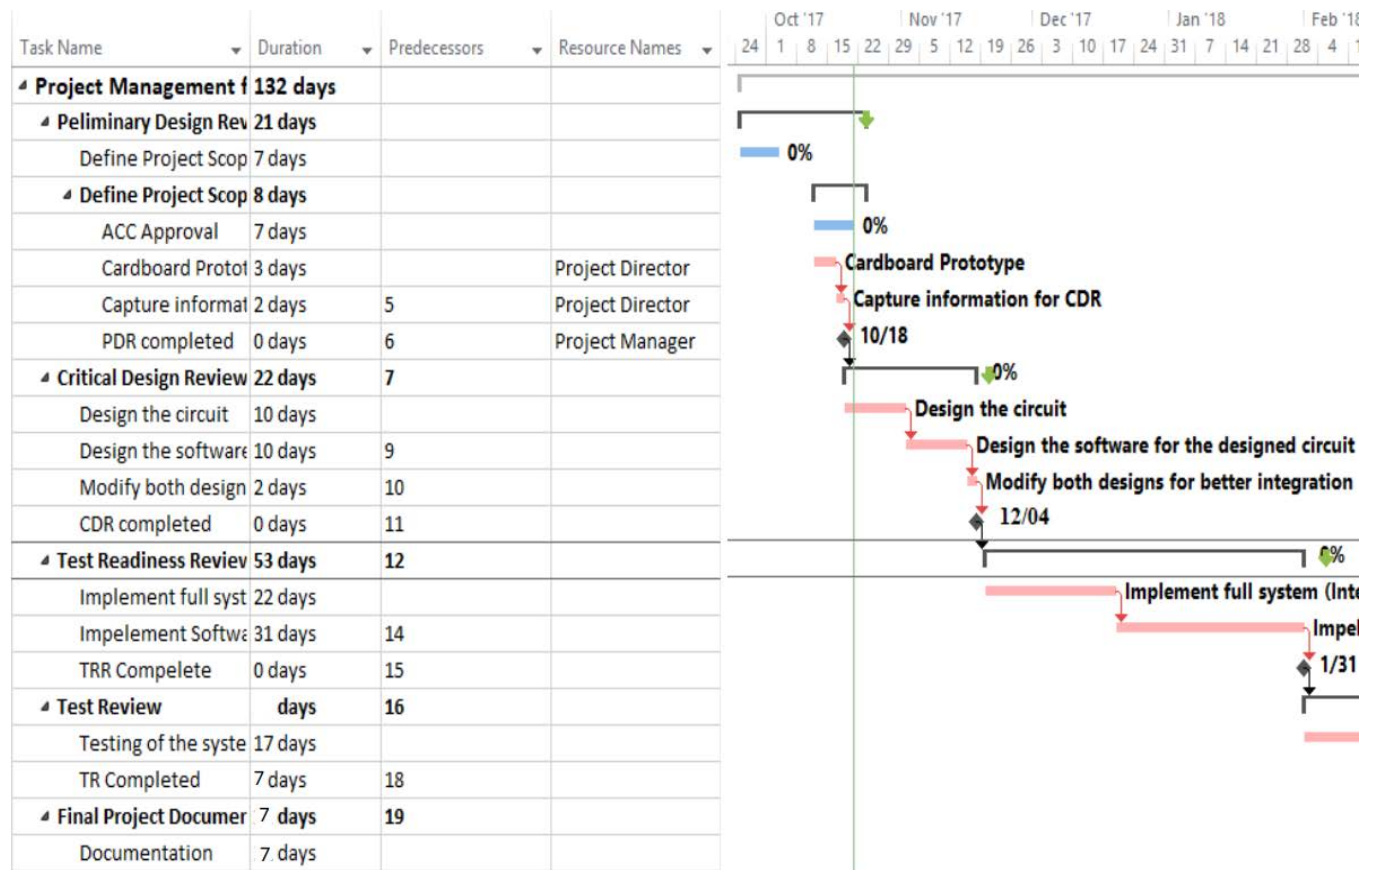 Oct '17 Nov '17 Dec '17 Jan '18 Feb '18
Task Name Duration Predecessors Resource Names 24 1 8 15 22 29 5 12 19 26 3 10 17 24 31 7 14 21 28 4 1
Project Management f 132 days
Peliminary Design Rev 21 days
Define Project Scop 7 days 0%
Define Project Scop 8 days
ACC Approval 7 days 0%
Cardboard Protot 3 days Project Director Cardboard Prototype
Capture informat 2 days 5 Project Director Capture information for CDR
PDR completed 0 days 6 Project Manager 10/18
Critical Design Review 22 days 7 0%
Design the circuit 10 days Design the circuit
Design the software 10 days 9 Design the software for the designed circuit
Modify both design 2 days 10 Modify both designs for better integration
CDR completed 0 days 11 12/04
Test Readiness Review 53 days 12 0%
Implement full syst 22 days Implement full system (Inte
Impelement Softwa 31 days 14 Impel
TRR Compelete 0 days 15 1/31
Test Review days 16
Testing of the syste 17 days
TR Completed 7 days 18
Final Project Documer 7 days 19
Documentation 7 days